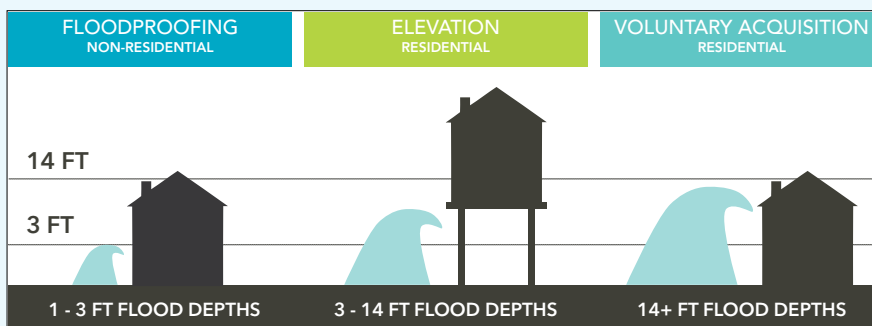 FLOODPROOFING
NON-RESIDENTIAL
ELEVATION
RESIDENTIAL
VOLUNTARY ACQUISITION
RESIDENTIAL
14 FT
3 FT
1 - 3 FT FLOOD DEPTHS
3 - 14 FT FLOOD DEPTHS
14+ FT FLOOD DEPTHS